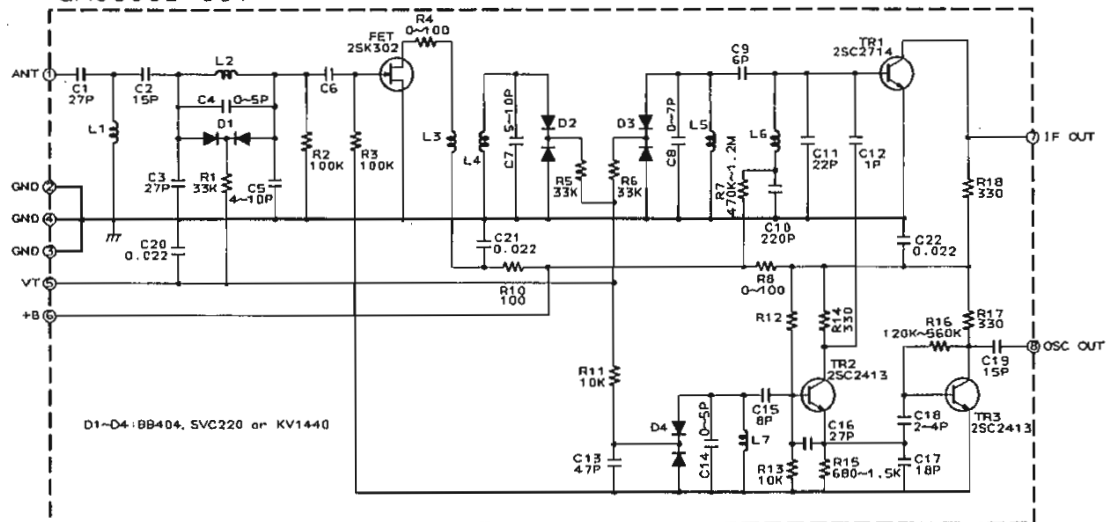 R4
0~100
FET
2SK302
TR1
2SC2714
ANT 1
C1
27P
C2
15P
L2
C6
C9
6P
C4
0~5P
L1
D1
R2
100K
R3
100K
L3
L4
C7
5~10P
D2
D3
C8
0~7P
L5
L6
C11
22P
C12
1P
7 IF OUT
GND 2
C3
27P
R1
33K
C5
4~10P
R5
33K
R6
33K
R7
470K~1.2M
R18
330
GND 4
C10
220P
GND 3
C20
0.022
C21
0.022
C22
0.022
VT 5
R10
100
R8
0~100
+B 6
R12
R14
330
R16
120K~560K
R17
330
8 OSC OUT
C19
15P
R11
10K
TR2
2SC2413
C15
8P
TR3
2SC2413
D1~D4:BB404, SVC220 or KV1440
D4
C14
0~5P
L7
C16
27P
C18
2~4P
C13
47P
R13
10K
R15
680~1.5K
C17
18P